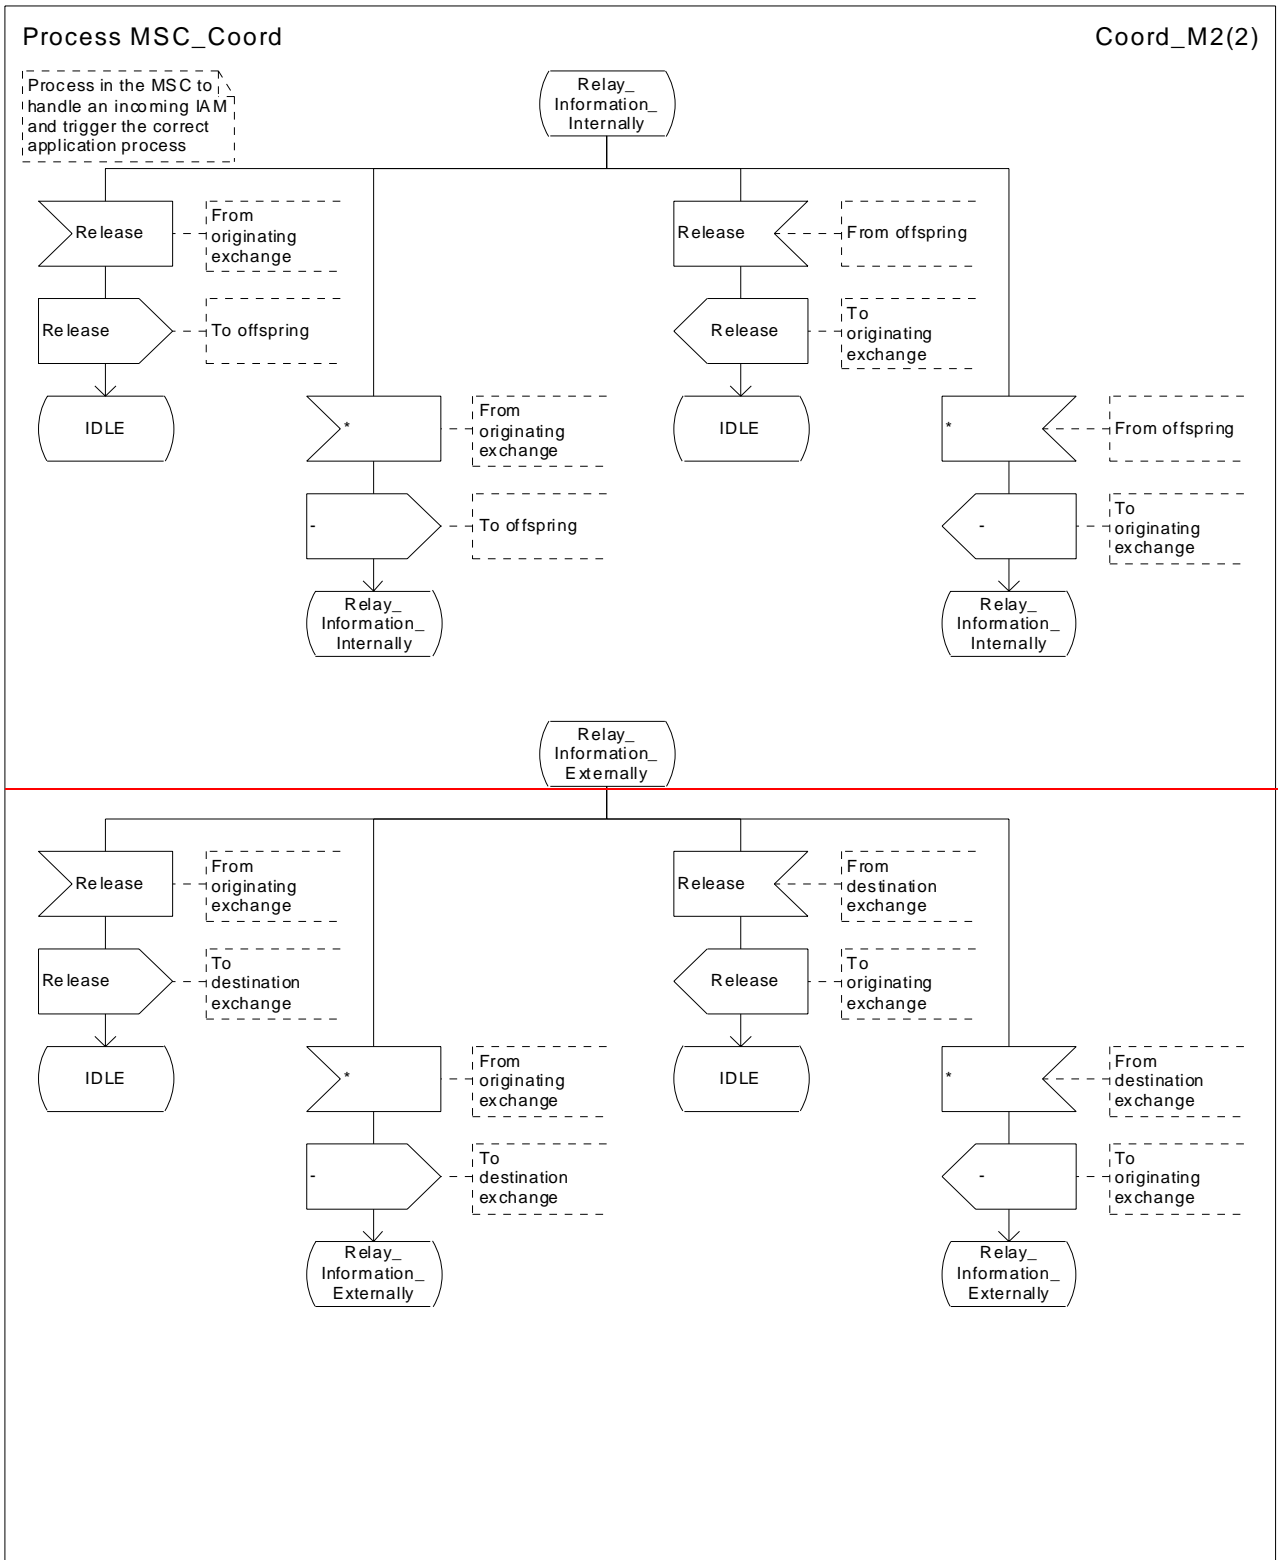 Process MSC_Coord
Coord_M2(2)
Process in the MSC to
handle an incoming IAM
and trigger the correct
application process
Relay_
Information_
Internally
Release
From
originating
exchange
Release
From offspring
Release
To offspring
Release
To
originating
exchange
IDLE
*
From
originating
exchange
IDLE
*
From offspring
-
To offspring
-
To
originating
exchange
Relay_
Information_
Internally
Relay_
Information_
Internally
Relay_
Information_
Externally
Release
From
originating
exchange
Release
From
destination
exchange
Release
To
destination
exchange
Release
To
originating
exchange
IDLE
*
From
originating
exchange
IDLE
*
From
destination
exchange
-
To
destination
exchange
-
To
originating
exchange
Relay_
Information_
Externally
Relay_
Information_
Externally